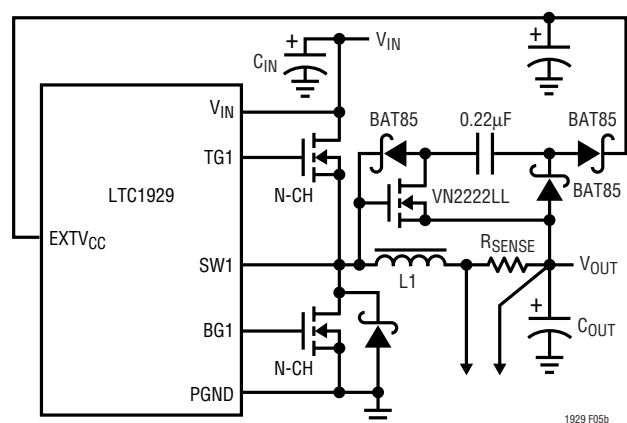 +
C_IN
V_IN
+
V_IN
BAT85
0.22µF
BAT85
TG1
LTC1929
N-CH
VN2222LL
BAT85
EXTV_CC
SW1
L1
R_SENSE
V_OUT
BG1
+
C_OUT
N-CH
PGND
1929 F05b